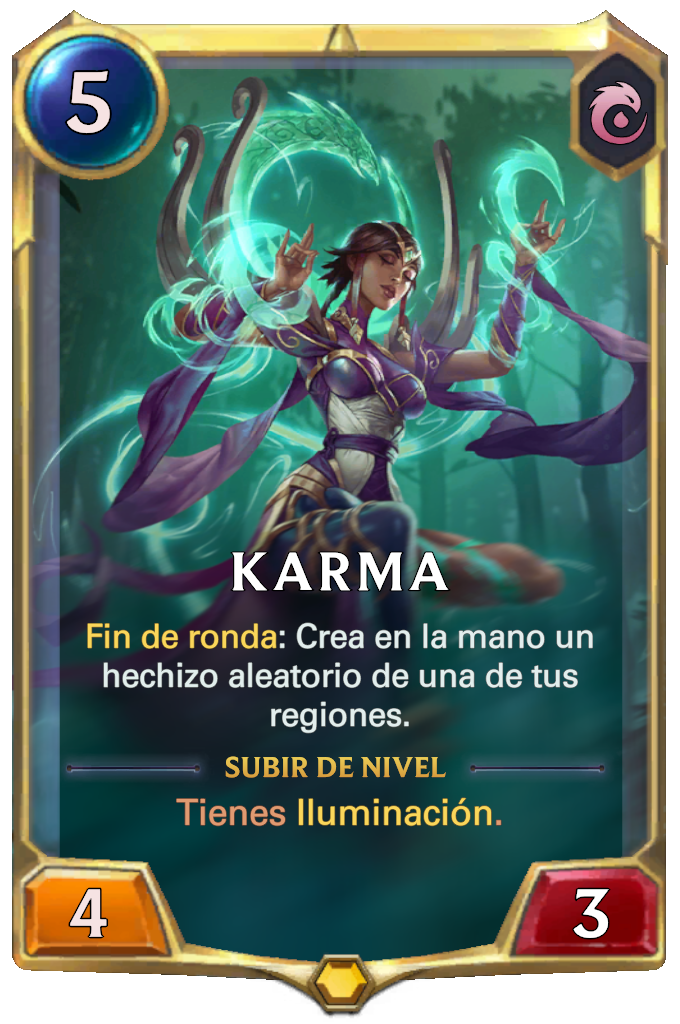 5
KARMA
Fin de ronda: Crea en la mano un
hechizo aleatorio de una de tus
regiones.
SUBIR DE NIVEL
Tienes Iluminación.
4
3